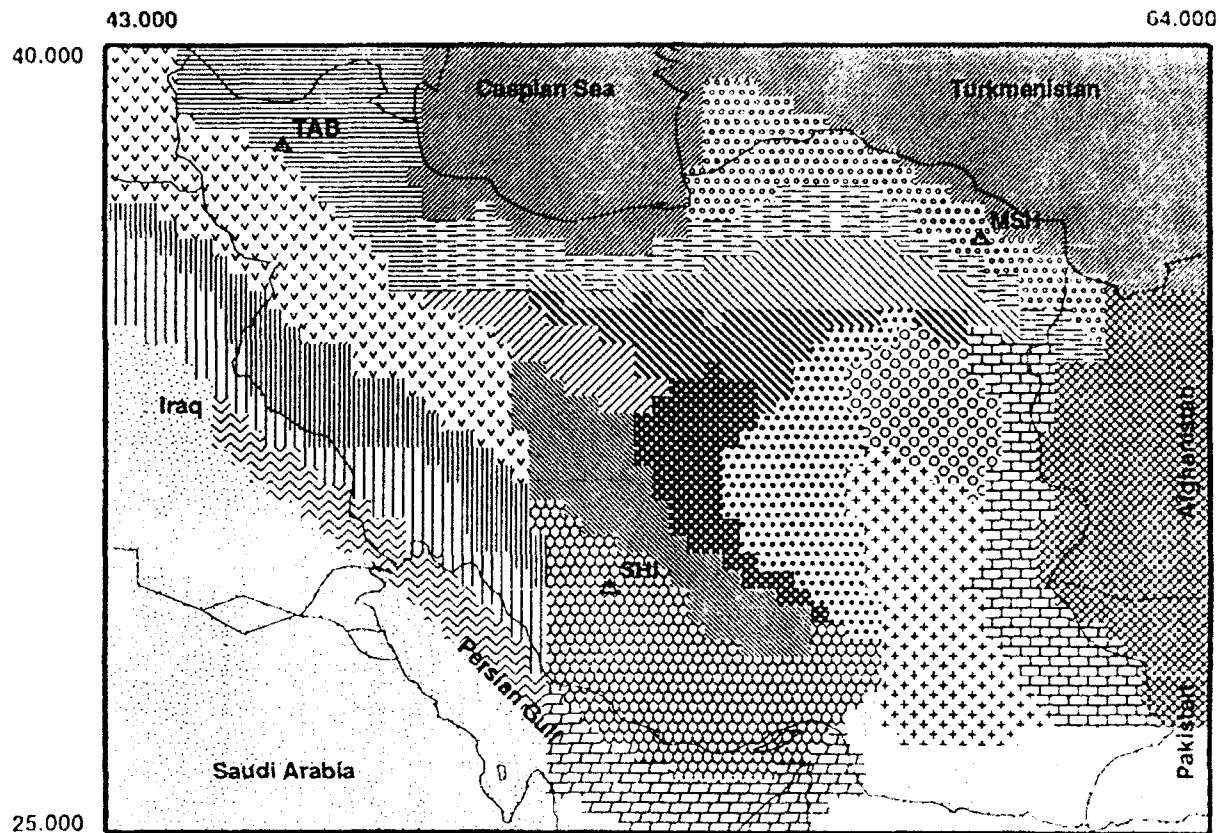 43.000 64.000
40.000
Caspian Sea Turkmenistan
TAB
MSH
Iraq
Afghanistan
SHI
Persian Gulf
Pakistan
Saudi Arabia
25.000